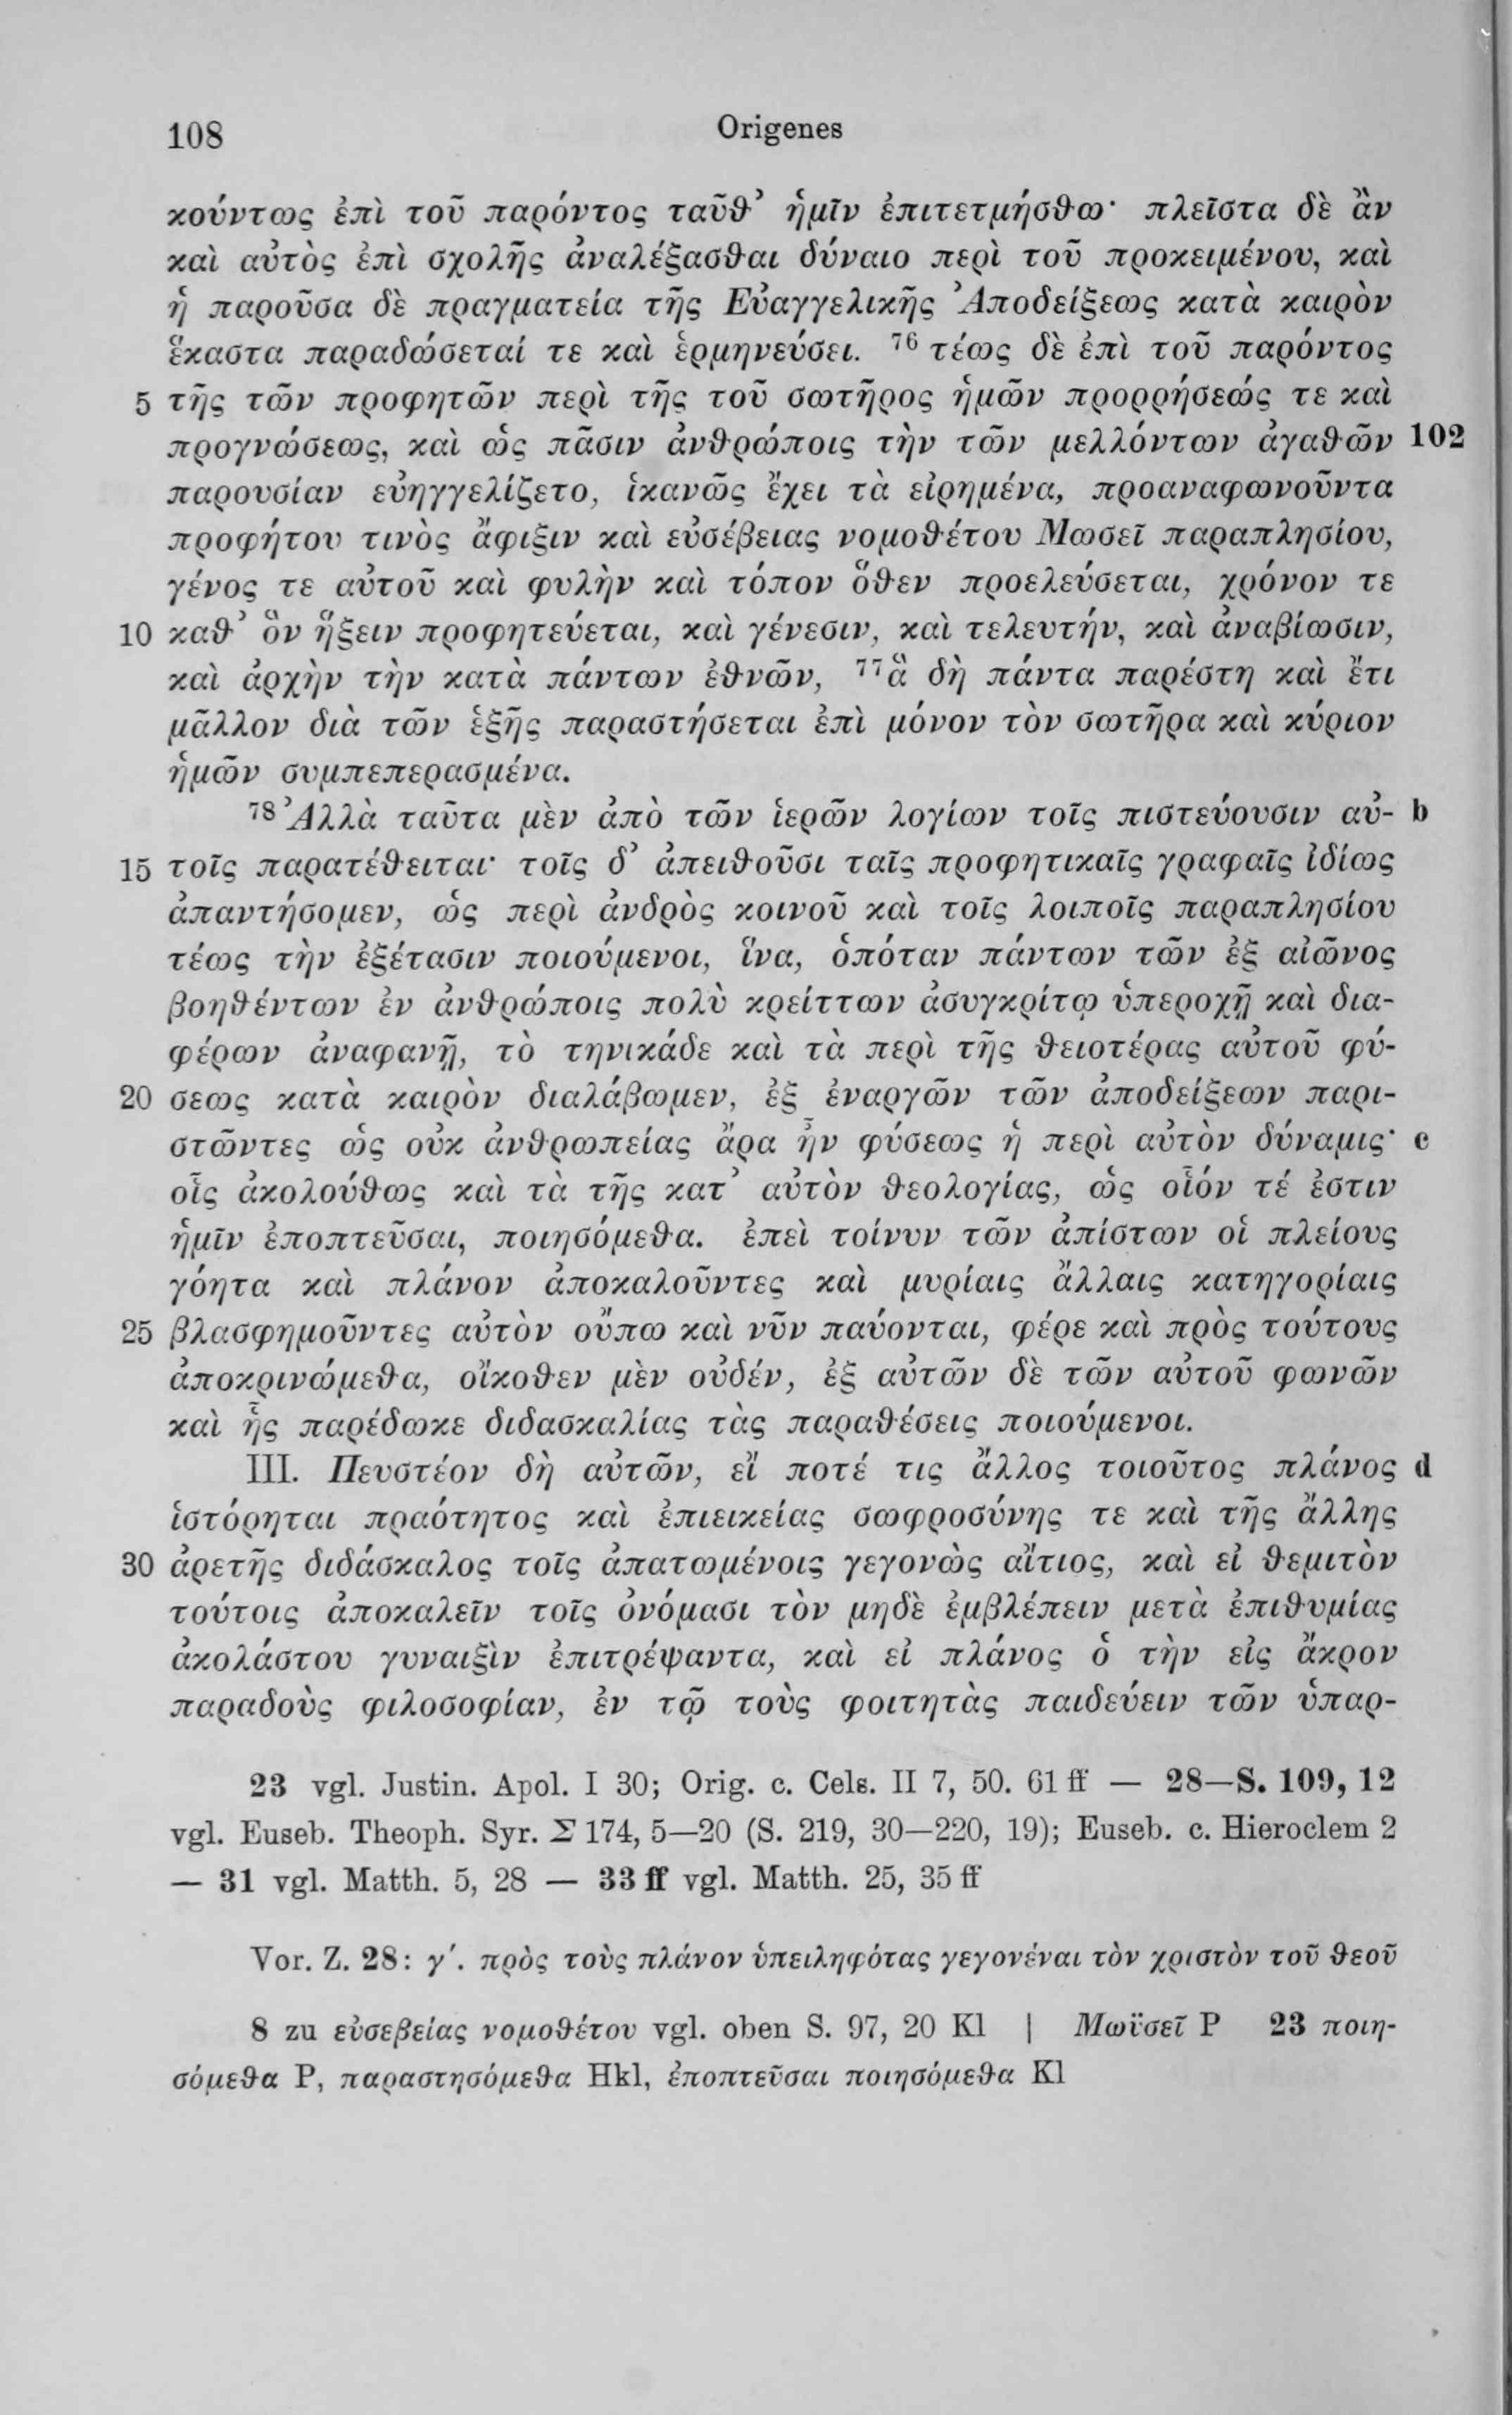 108 Origenes
κούντως ἐπὶ τοῦ παρόντος ταῦθ’ ἡμῖν ἐπιτετμήσθω· πλεῖστα δὲ ἂν
καὶ αὐτὸς ἐπὶ σχολῆς ἀναλέξασθαι δύναιο περὶ τοῦ προκειμένου, καὶ
ἡ παροῦσα δὲ πραγματεία τῆς Εὐαγγελικῆς Ἀποδείξεως κατὰ καιρὸν
ἕκαστα παραδώσεταί τε καὶ ἑρμηνεύσει. ⁷⁶ τέως δὲ ἐπὶ τοῦ παρόντος
5 τῆς τῶν προφητῶν περὶ τῆς τοῦ σωτῆρος ἡμῶν προρρήσεώς τε καὶ
προγνώσεως, καὶ ὡς πᾶσιν ἀνθρώποις τὴν τῶν μελλόντων ἀγαθῶν 102
παρουσίαν εὐηγγελίζετο, ἱκανῶς ἔχει τὰ εἰρημένα, προαναφωνοῦντα
προφήτου τινὸς ἄφιξιν καὶ εὐσέβειας νομοθέτου Μωσεῖ παραπλησίου,
γένος τε αὐτοῦ καὶ φυλὴν καὶ τόπον ὅθεν προελεύσεται, χρόνον τε
10 καθ’ ὃν ἥξειν προφητεύεται, καὶ γένεσιν, καὶ τελευτήν, καὶ ἀναβίωσιν,
καὶ ἀρχὴν τὴν κατὰ πάντων ἐθνῶν, ⁷⁷ ἃ δὴ πάντα παρέστη καὶ ἔτι
μᾶλλον διὰ τῶν ἑξῆς παραστήσεται ἐπὶ μόνον τὸν σωτῆρα καὶ κύριον
ἡμῶν συμπεπερασμένα.
⁷⁸ Ἀλλὰ ταῦτα μὲν ἀπὸ τῶν ἱερῶν λογίων τοῖς πιστεύουσιν αὐ- b
15 τοῖς παρατέθειται· τοῖς δ’ ἀπειθοῦσι ταῖς προφητικαῖς γραφαῖς ἰδίως
ἀπαντήσομεν, ὡς περὶ ἀνδρὸς κοινοῦ καὶ τοῖς λοιποῖς παραπλησίου
τέως τὴν ἐξέτασιν ποιούμενοι, ἵνα, ὁπόταν πάντων τῶν ἐξ αἰῶνος
βοηθέντων ἐν ἀνθρώποις πολὺ κρείττων ἀσυγκρίτῳ ὑπεροχῇ καὶ δια-
φέρων ἀναφανῇ, τὸ τηνικάδε καὶ τὰ περὶ τῆς θειοτέρας αὐτοῦ φύ-
20 σεως κατὰ καιρὸν διαλάβωμεν, ἐξ ἐναργῶν τῶν ἀποδείξεων παρι-
στῶντες ὡς οὐκ ἀνθρωπείας ἄρα ἦν φύσεως ἡ περὶ αὐτὸν δύναμις· c
οἷς ἀκολούθως καὶ τὰ τῆς κατ’ αὐτὸν θεολογίας, ὡς οἷόν τέ ἐστιν
ἡμῖν ἐποπτεῦσαι, ποιησόμεθα. ἐπεὶ τοίνυν τῶν ἀπίστων οἱ πλείους
γόητα καὶ πλάνον ἀποκαλοῦντες καὶ μυρίαις ἄλλαις κατηγορίαις
25 βλασφημοῦντες αὐτὸν οὔπω καὶ νῦν παύονται, φέρε καὶ πρὸς τούτους
ἀποκρινώμεθα, οἴκοθεν μὲν οὐδέν, ἐξ αὐτῶν δὲ τῶν αὐτοῦ φωνῶν
καὶ ἧς παρέδωκε διδασκαλίας τὰς παραθέσεις ποιούμενοι.
III. Πευστέον δὴ αὐτῶν, εἴ ποτέ τις ἄλλος τοιοῦτος πλάνος d
ἱστόρηται πραότητος καὶ ἐπιεικείας σωφροσύνης τε καὶ τῆς ἄλλης
30 ἀρετῆς διδάσκαλος τοῖς ἀπατωμένοις γεγονὼς αἴτιος, καὶ εἰ θεμιτὸν
τούτοις ἀποκαλεῖν τοῖς ὀνόμασι τὸν μηδὲ ἐμβλέπειν μετὰ ἐπιθυμίας
ἀκολάστου γυναιξὶν ἐπιτρέψαντα, καὶ εἰ πλάνος ὁ τὴν εἰς ἄκρον
παραδοὺς φιλοσοφίαν, ἐν τῷ τοὺς φοιτητὰς παιδεύειν τῶν ὑπαρ-
23 vgl. Justin. Apol. I 30; Orig. c. Cels. II 7, 50. 61 ff — 28—S. 109, 12
vgl. Euseb. Theoph. Syr. Σ 174, 5—20 (S. 219, 30—220, 19); Euseb. c. Hieroclem 2
— 31 vgl. Matth. 5, 28 — 33 ff vgl. Matth. 25, 35 ff
Vor. Z. 28: γ΄. πρὸς τοὺς πλάνον ὑπειληφότας γεγονέναι τὸν χριστὸν τοῦ θεοῦ
8 zu εὐσεβείας νομοθέτου vgl. oben S. 97, 20 Kl | Μωϋσεῖ P 23 ποιη-
σόμεθα P, παραστησόμεθα Hkl, ἐποπτεῦσαι ποιησόμεθα Kl